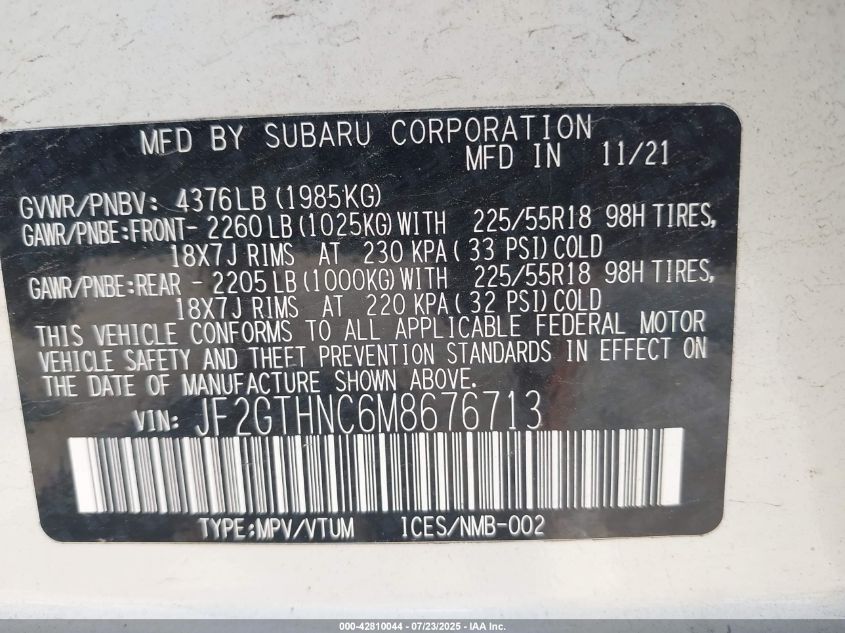 MFD BY SUBARU CORPORATION
MFD IN 11/21
GVWR/PNBV: 4376LB (1985KG)
GAWR/PNBE:FRONT- 2260 LB (1025KG) WITH 225/55R18 98H TIRES,
18X7J RIMS AT 230 KPA ( 33 PSI) COLD
GAWR/PNBE:REAR - 2205 LB (1000KG) WITH 225/55R18 98H TIRES,
18X7J RIMS AT 220 KPA ( 32 PSI) COLD
THIS VEHICLE CONFORMS TO ALL APPLICABLE FEDERAL MOTOR
VEHICLE SAFETY AND THEFT PREVENTION STANDARDS IN EFFECT ON
THE DATE OF MANUFACTURE SHOWN ABOVE.
VIN: JF2GTHNC6M8676713
TYPE:MPV/VTUM ICES/NMB-002
000-42810044 - 07/23/2025 - IAA Inc.